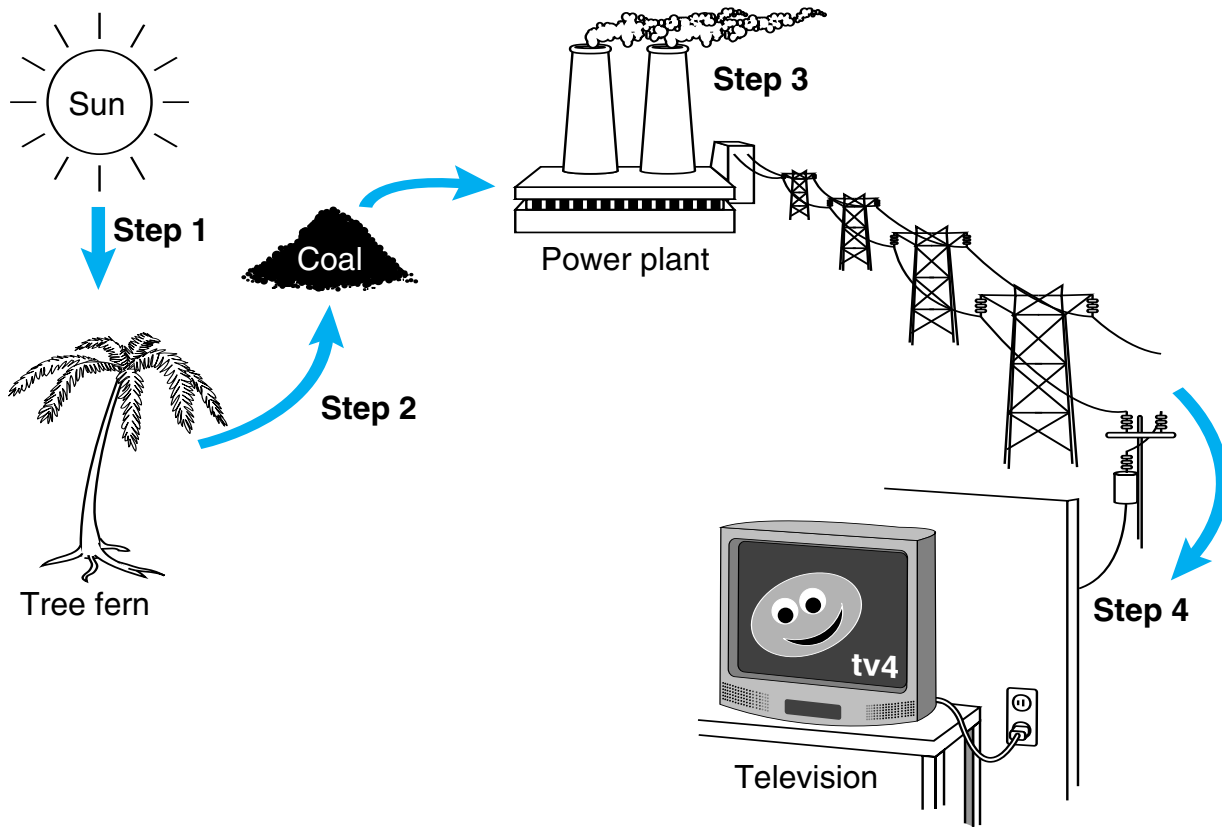 Sun
Step 1
Tree fern
Coal
Step 2
Power plant
Step 3
Step 4
tv4
Television